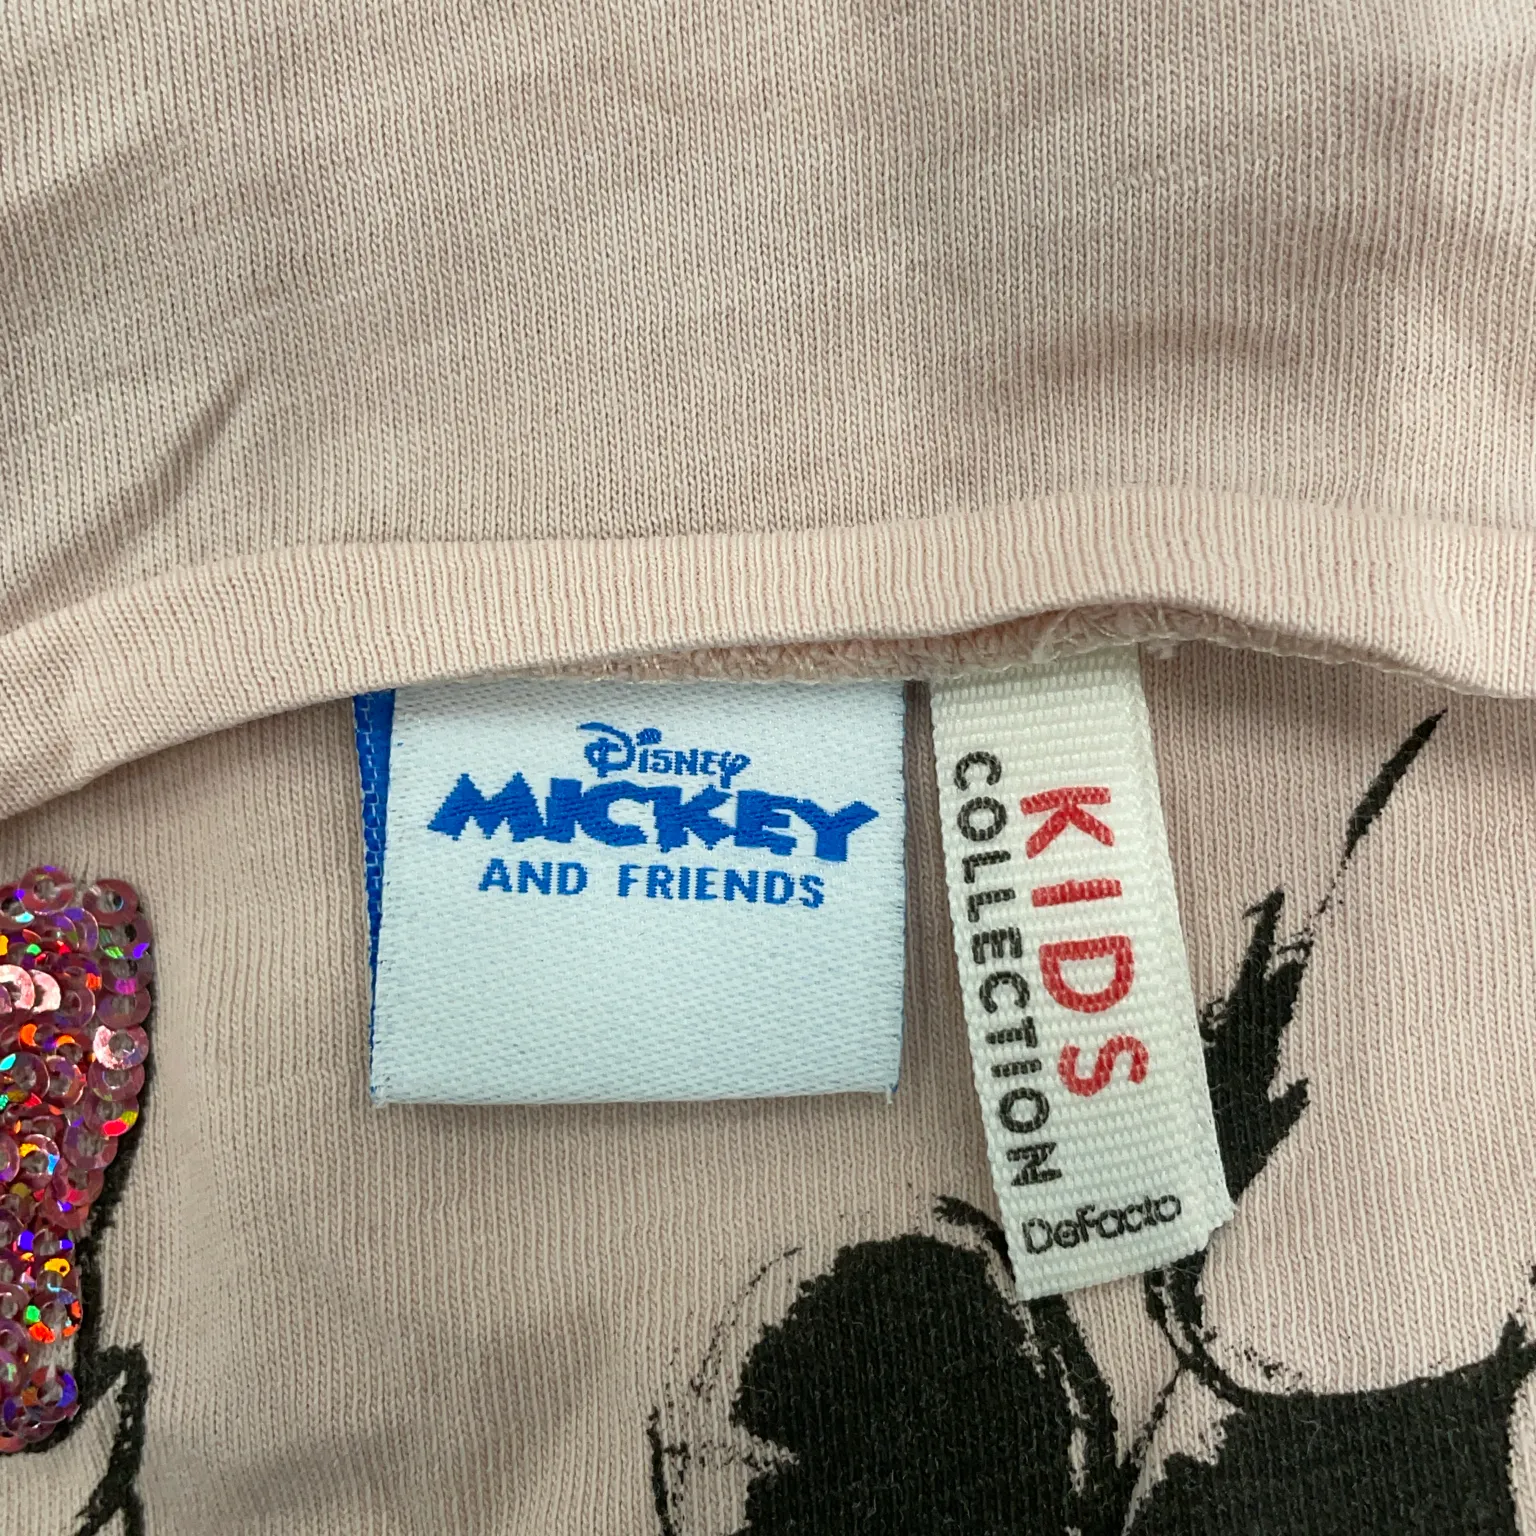 Disney
MICKEY
AND FRIENDS
KIDS
COLLECTION
DeFacto